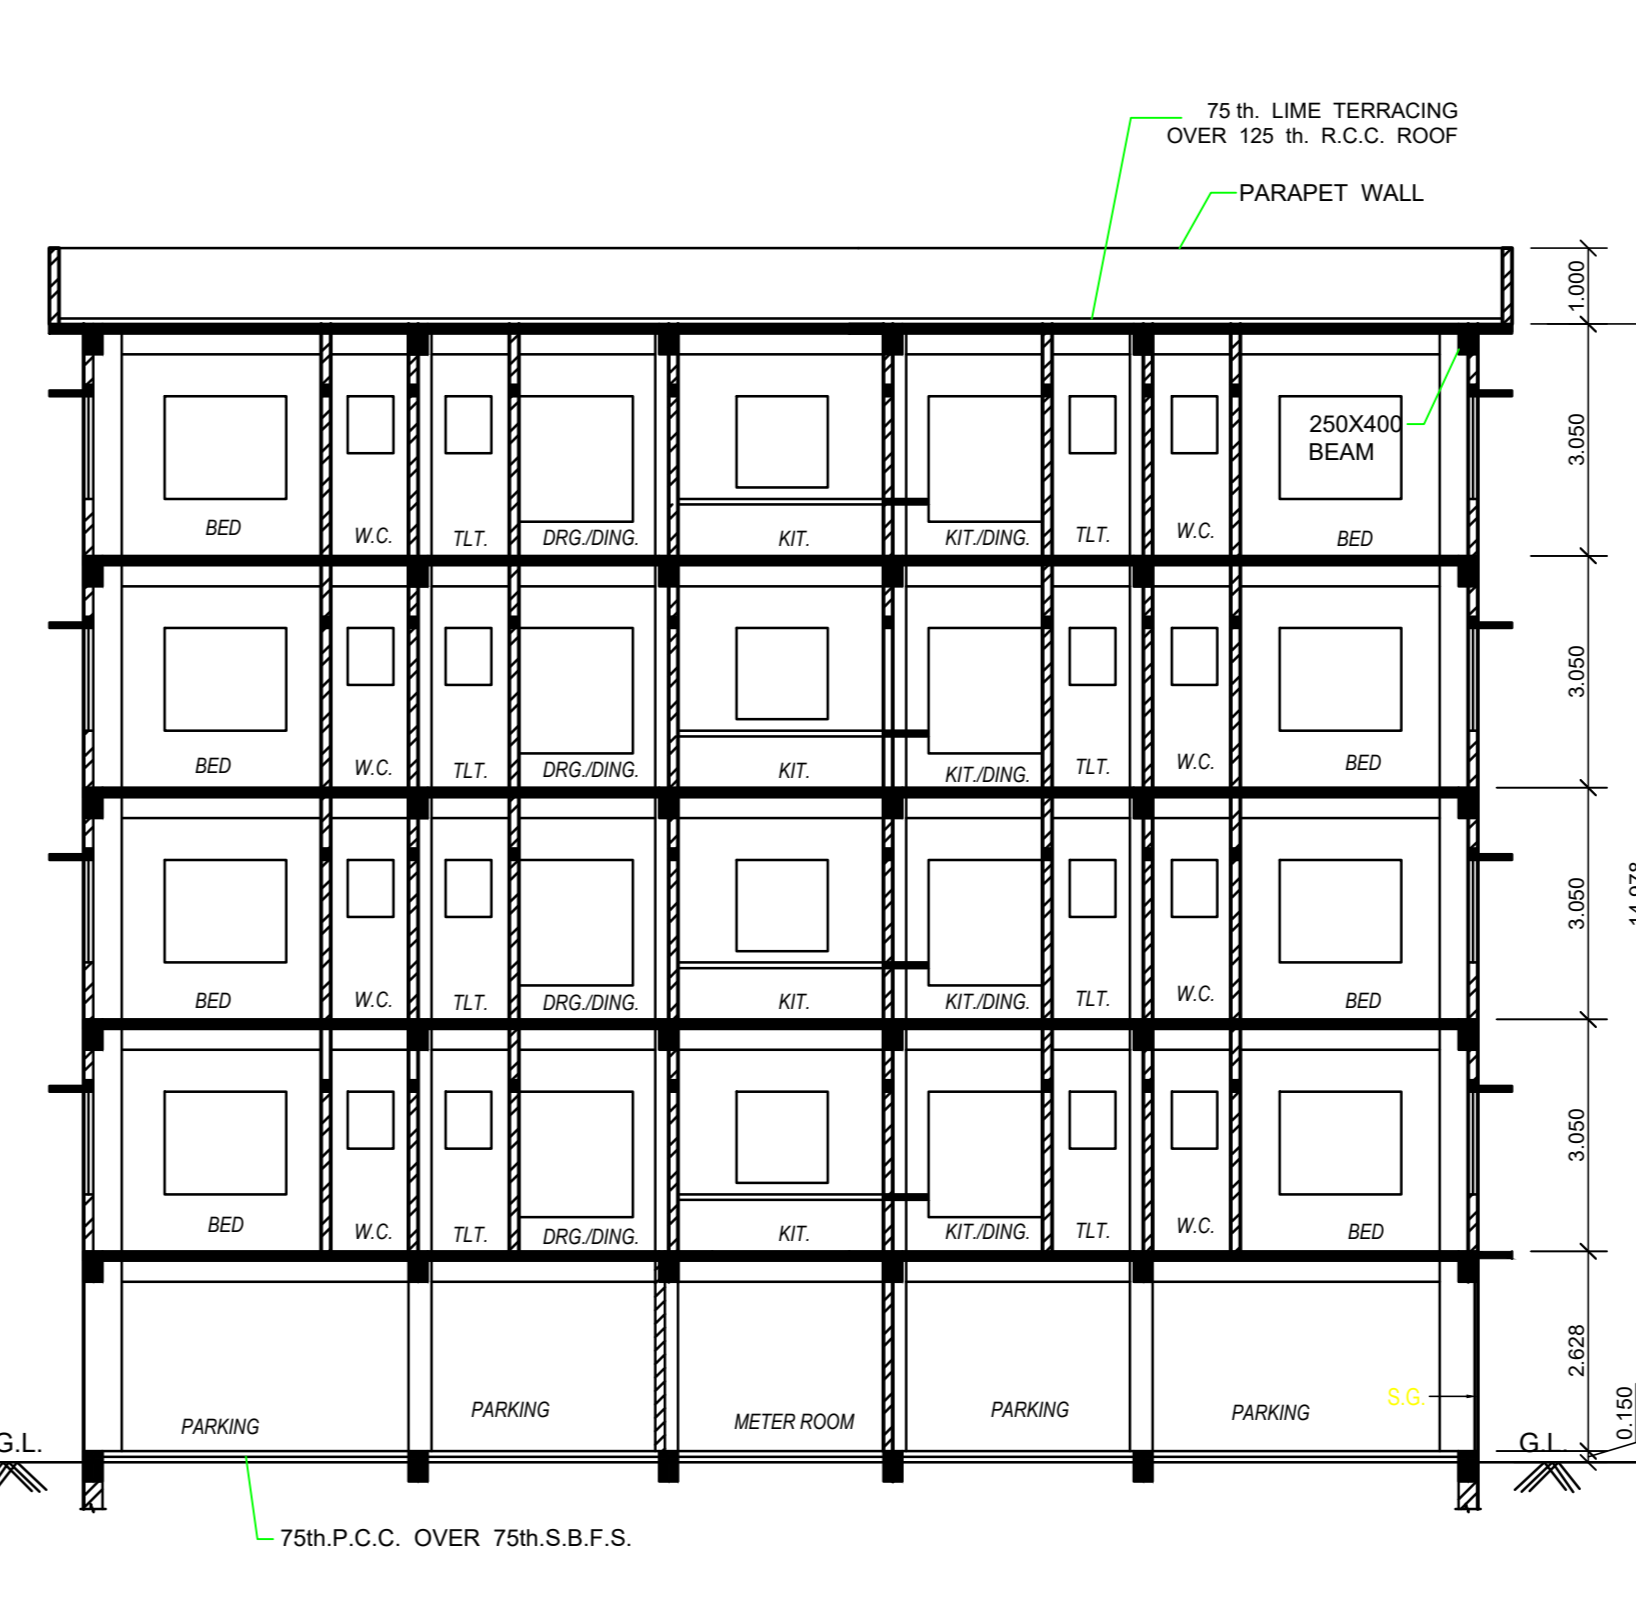 75 th. LIME TERRACING
OVER 125 th. R.C.C. ROOF
PARAPET WALL
1.000
250X400
BEAM
3.050
BED
W.C.
TLT.
DRG./DING.
KIT.
KIT./DING.
TLT.
W.C.
BED
3.050
BED
W.C.
TLT.
DRG./DING.
KIT.
KIT./DING.
TLT.
W.C.
BED
3.050
BED
W.C.
TLT.
DRG./DING.
KIT.
KIT./DING.
TLT.
W.C.
BED
3.050
BED
W.C.
TLT.
DRG./DING.
KIT.
KIT./DING.
TLT.
W.C.
BED
2.628
PARKING
PARKING
METER ROOM
PARKING
PARKING
S.G.
0.150
G.L.
G.L.
75th.P.C.C. OVER 75th.S.B.F.S.